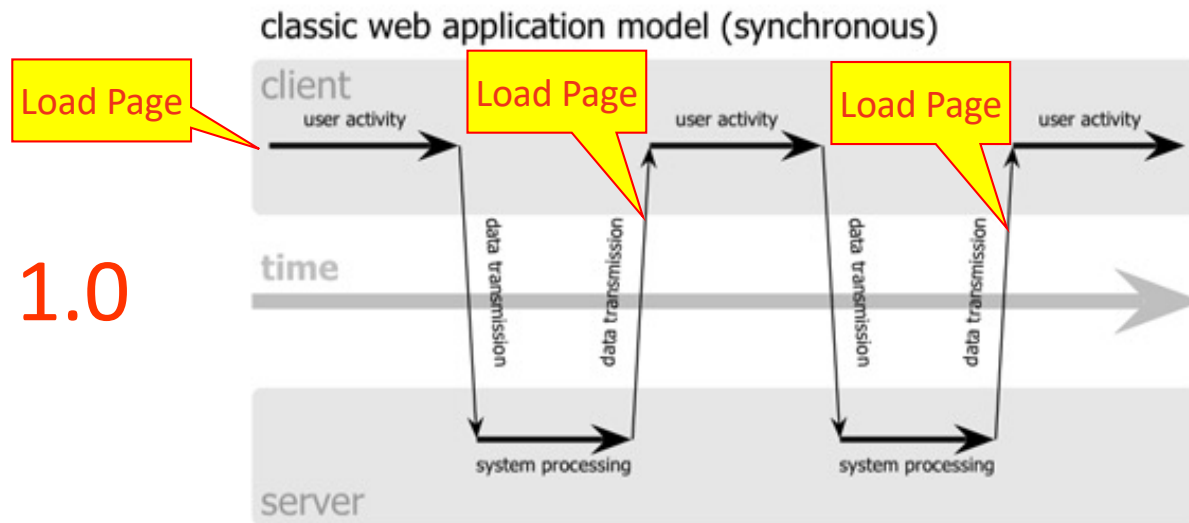 classic web application model (synchronous)
client
Load Page
Load Page
Load Page
user activity
user activity
user activity
data transmission
data transmission
data transmission
data transmission
time
1.0
system processing
system processing
server